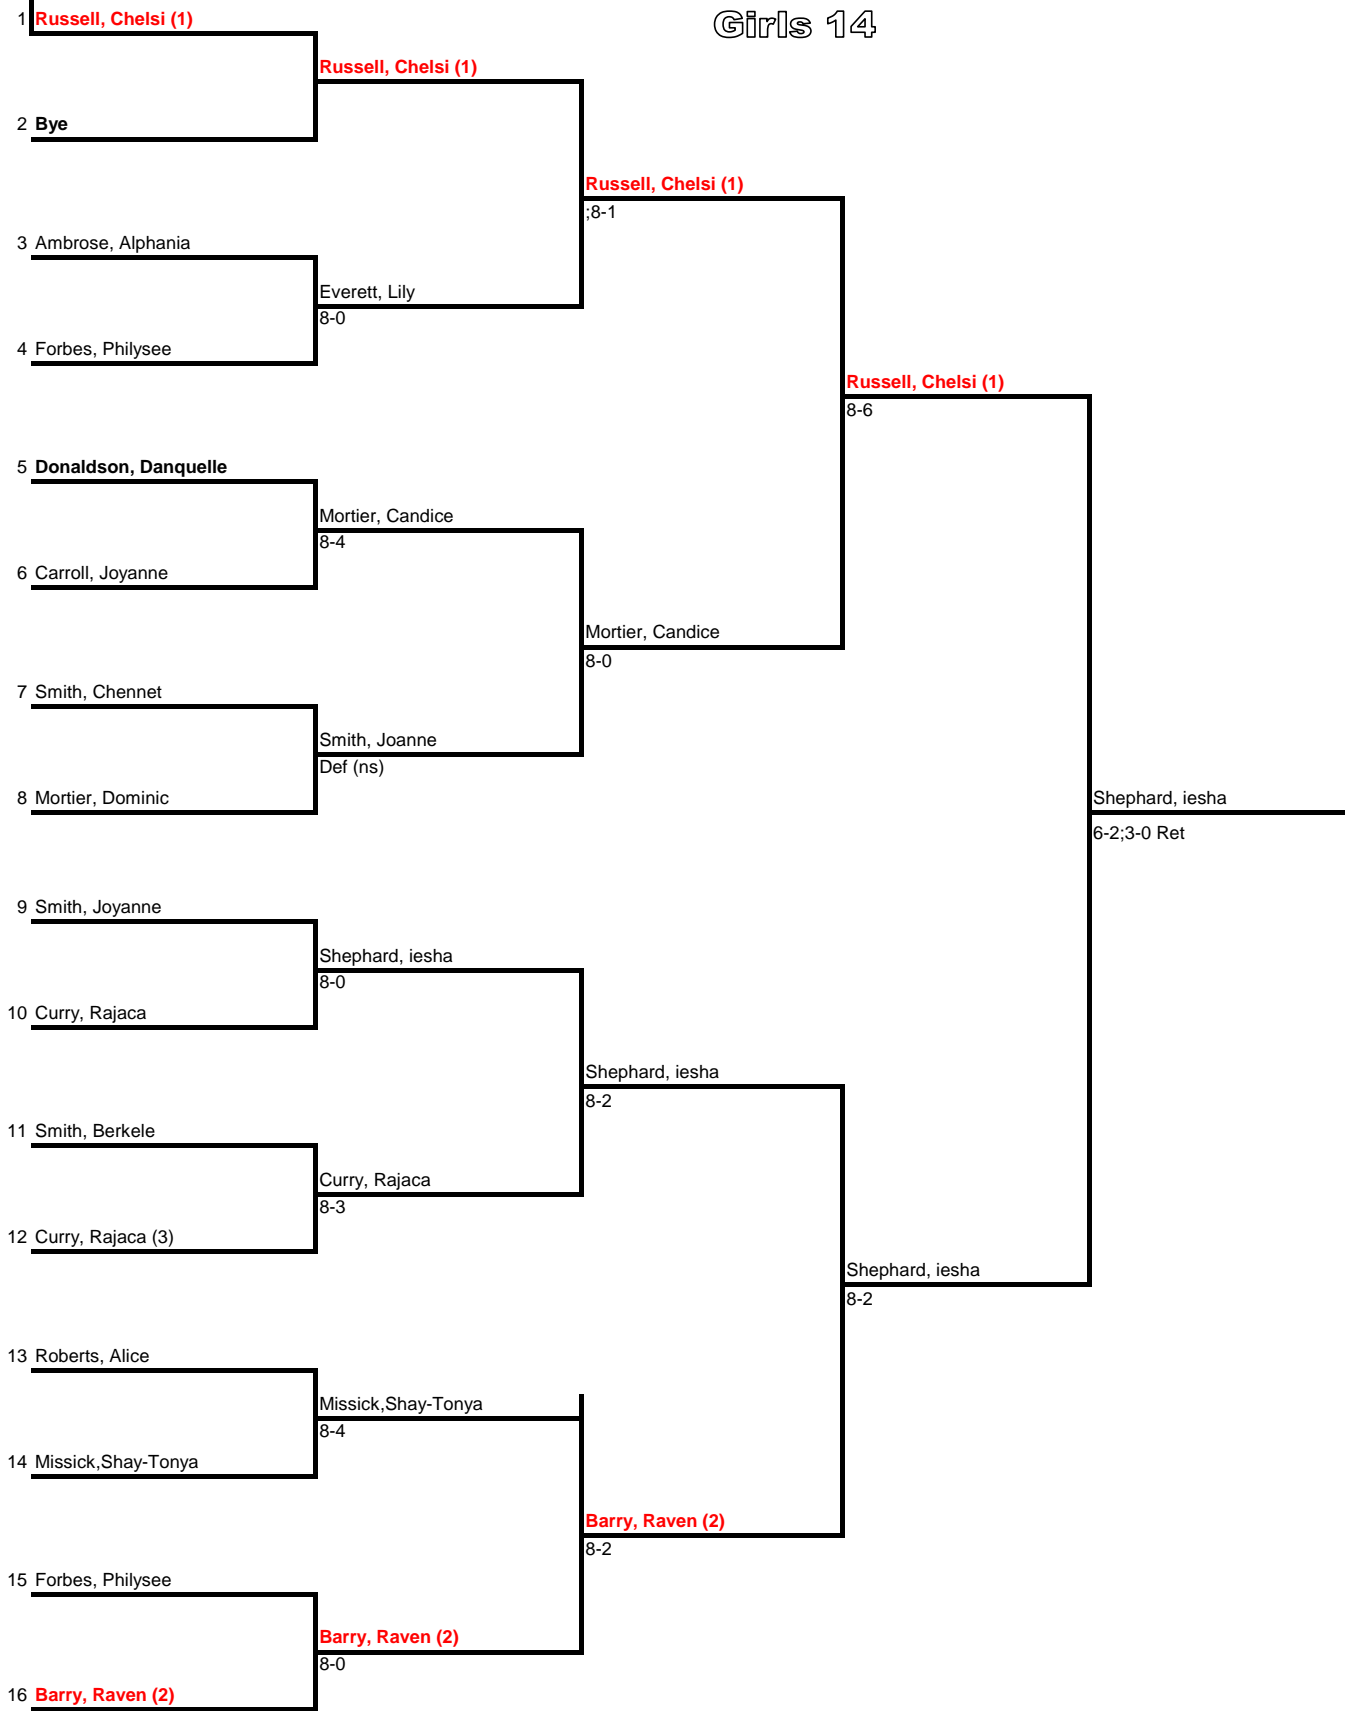 Girls 14
1 Russell, Chelsi (1)
Russell, Chelsi (1)
2 Bye
Russell, Chelsi (1)
;8-1
3 Ambrose, Alphania
Everett, Lily
8-0
4 Forbes, Philysee
Russell, Chelsi (1)
8-6
5 Donaldson, Danquelle
Mortier, Candice
8-4
6 Carroll, Joyanne
Mortier, Candice
8-0
7 Smith, Chennet
Smith, Joanne
Def (ns)
8 Mortier, Dominic
Shephard, iesha
6-2;3-0 Ret
9 Smith, Joyanne
Shephard, iesha
8-0
10 Curry, Rajaca
Shephard, iesha
8-2
11 Smith, Berkele
Curry, Rajaca
8-3
12 Curry, Rajaca (3)
Shephard, iesha
8-2
13 Roberts, Alice
Missick,Shay-Tonya
8-4
14 Missick,Shay-Tonya
Barry, Raven (2)
8-2
15 Forbes, Philysee
Barry, Raven (2)
8-0
16 Barry, Raven (2)